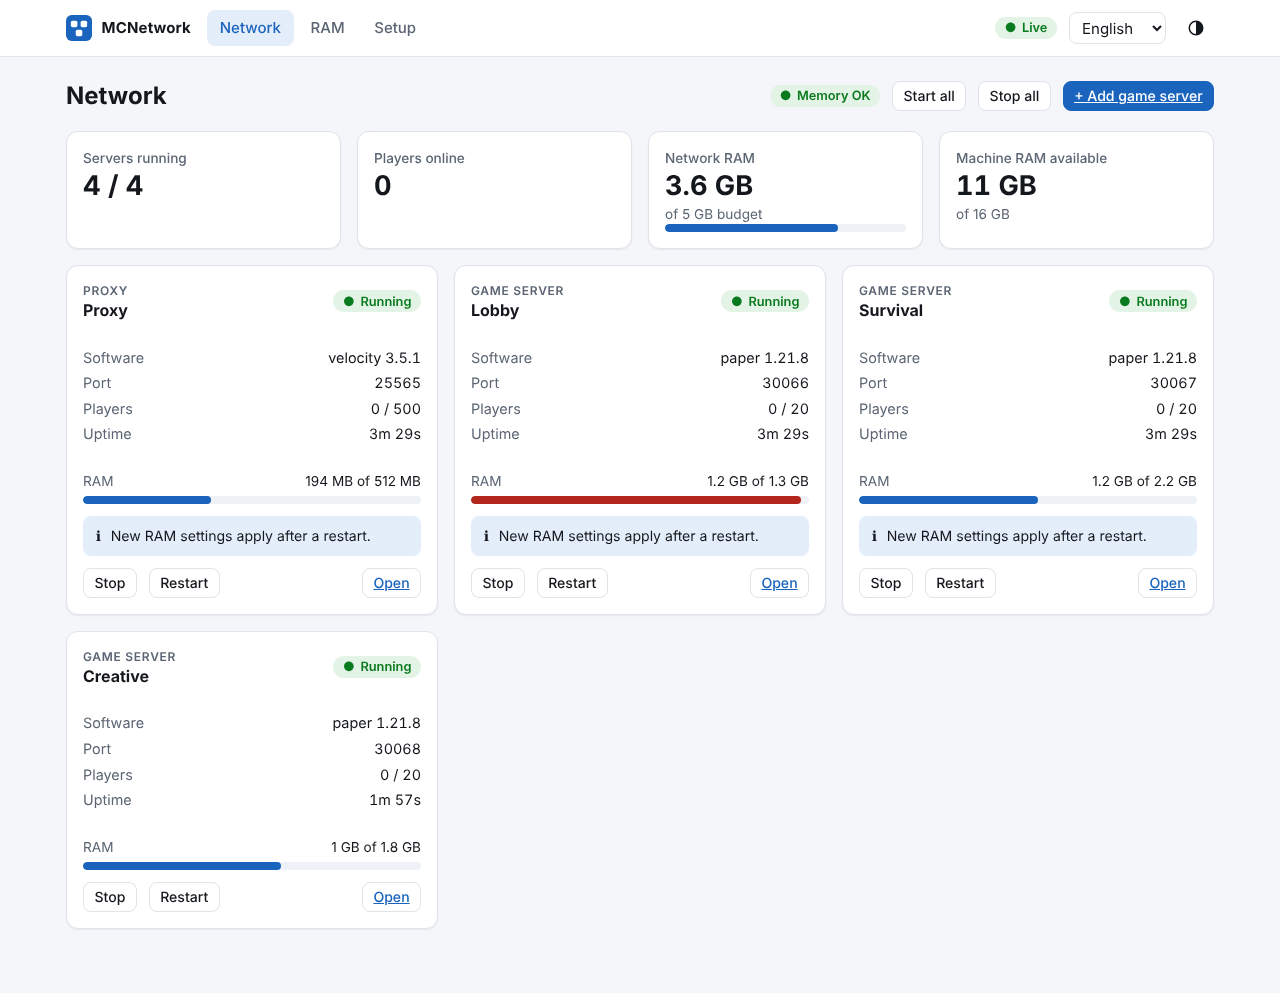 MCNetwork
Network
RAM
Setup
Live
English
Network
Memory OK
Start all
Stop all
+ Add game server
Servers running
4 / 4
Players online
0
Network RAM
3.6 GB
of 5 GB budget
Machine RAM available
11 GB
of 16 GB
PROXY
Proxy
Running
Software velocity 3.5.1
Port 25565
Players 0 / 500
Uptime 3m 29s
RAM 194 MB of 512 MB
ℹ New RAM settings apply after a restart.
Stop Restart Open
GAME SERVER
Lobby
Running
Software paper 1.21.8
Port 30066
Players 0 / 20
Uptime 3m 29s
RAM 1.2 GB of 1.3 GB
ℹ New RAM settings apply after a restart.
Stop Restart Open
GAME SERVER
Survival
Running
Software paper 1.21.8
Port 30067
Players 0 / 20
Uptime 3m 29s
RAM 1.2 GB of 2.2 GB
ℹ New RAM settings apply after a restart.
Stop Restart Open
GAME SERVER
Creative
Running
Software paper 1.21.8
Port 30068
Players 0 / 20
Uptime 1m 57s
RAM 1 GB of 1.8 GB
Stop Restart Open